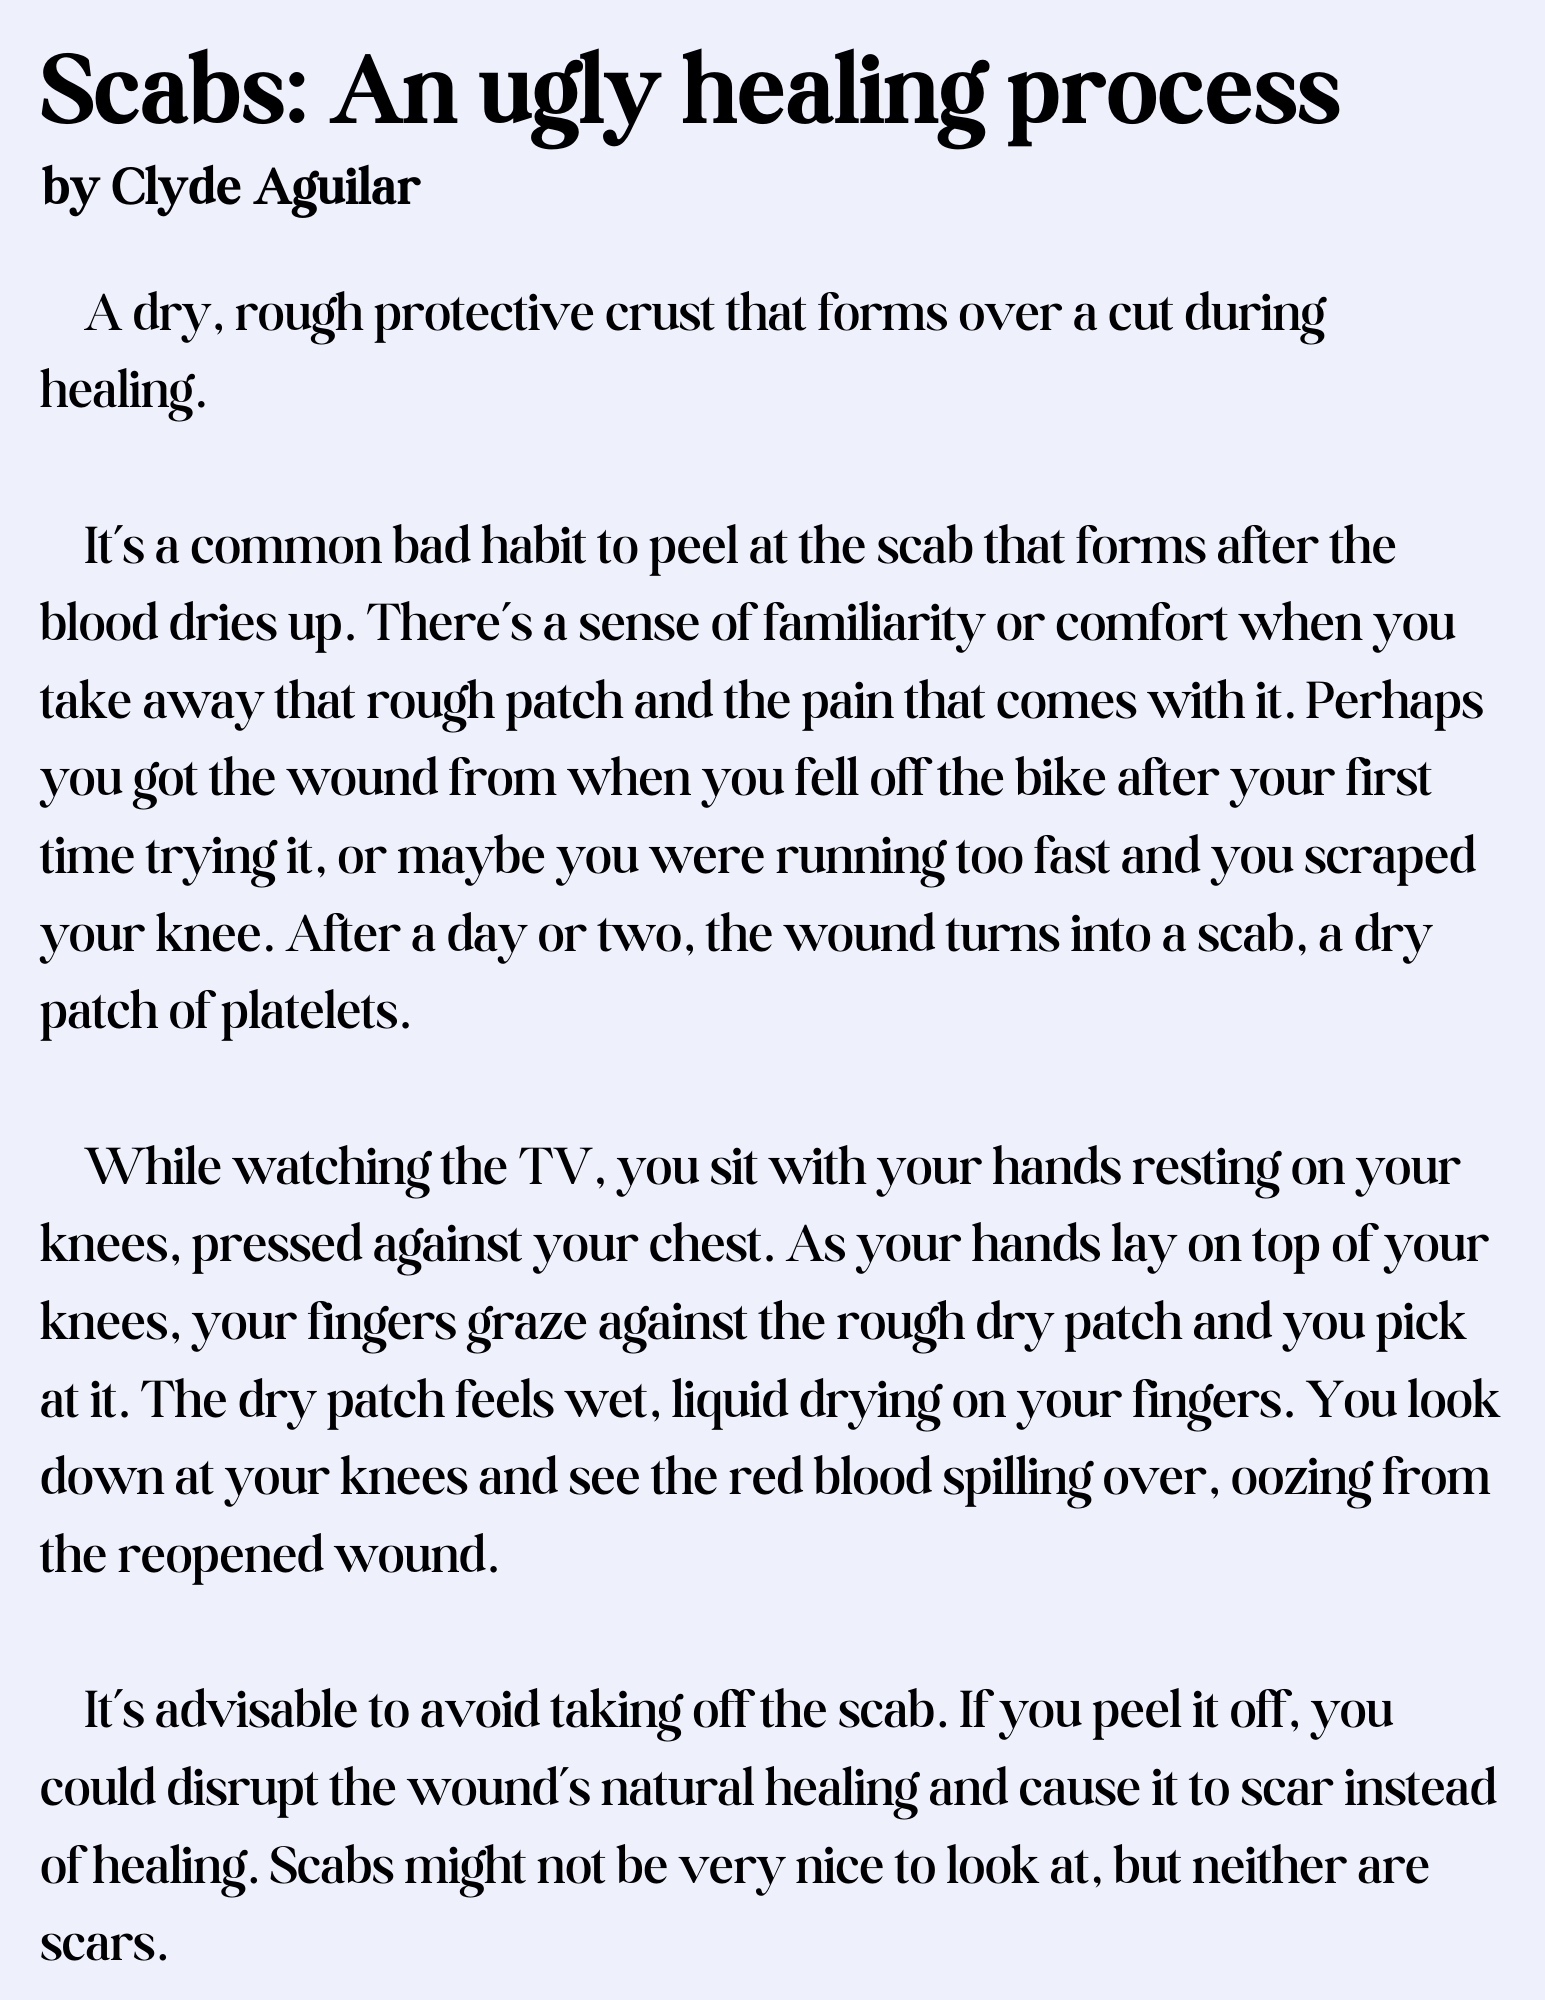 Scabs: An ugly healing process
by Clyde Aguilar
A dry, rough protective crust that forms over a cut during
healing.
It's a common bad habit to peel at the scab that forms after the
blood dries up. There's a sense of familiarity or comfort when you
take away that rough patch and the pain that comes with it. Perhaps
you got the wound from when you fell off the bike after your first
time trying it, or maybe you were running too fast and you scraped
your knee. After a day or two, the wound turns into a scab, a dry
patch of platelets.
While watching the TV, you sit with your hands resting on your
knees, pressed against your chest. As your hands lay on top of your
knees, your fingers graze against the rough dry patch and you pick
at it. The dry patch feels wet, liquid drying on your fingers. You look
down at your knees and see the red blood spilling over, oozing from
the reopened wound.
It's advisable to avoid taking off the scab. If you peel it off, you
could disrupt the wound's natural healing and cause it to scar instead
of healing. Scabs might not be very nice to look at, but neither are
scars.